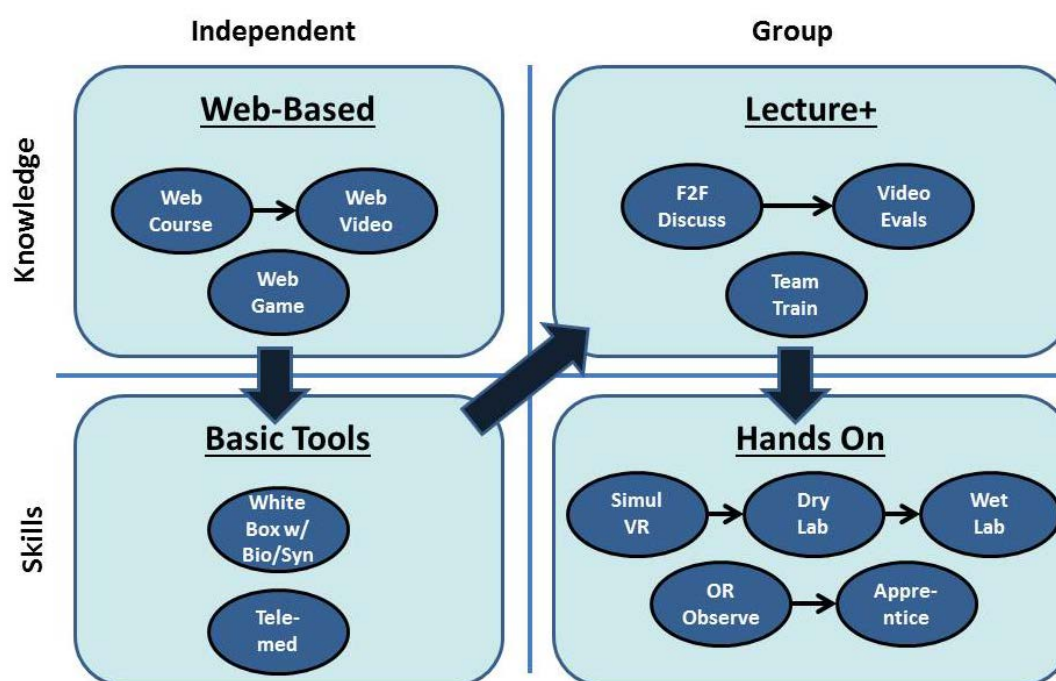 Independent
Group
Knowledge
Web-Based
Web
Course
Web
Video
Web
Game
Lecture+
F2F
Discuss
Video
Evals
Team
Train
Skills
Basic Tools
White
Box w/
Bio/Syn
Tele-
med
Hands On
Simul
VR
Dry
Lab
Wet
Lab
OR
Observe
Appre-
ntice